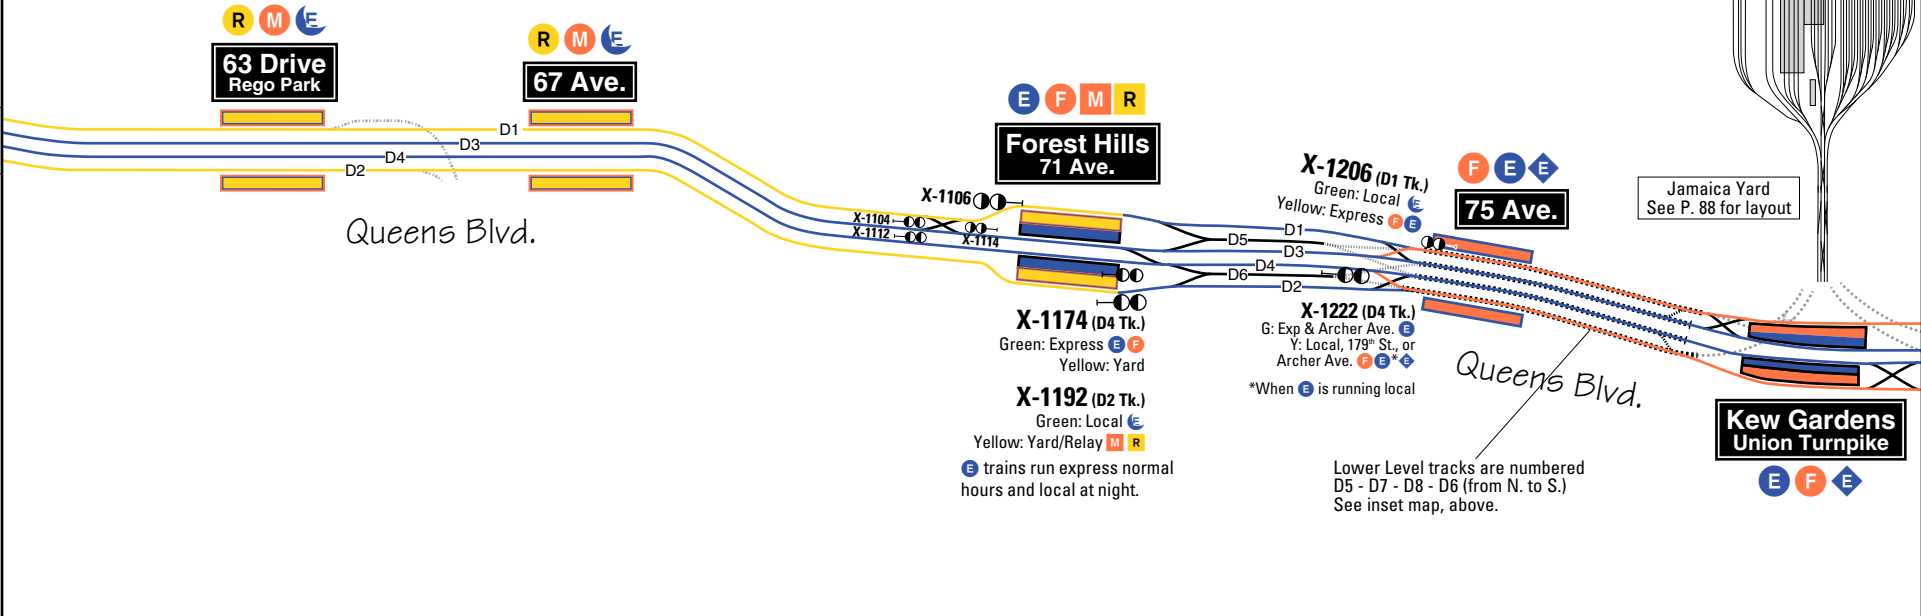 R M E
63 Drive
Rego Park
R M E
67 Ave.
D1
D3
D4
D2
Queens Blvd.
E F M R
Forest Hills
71 Ave.
X-1106
X-1104
X-1112
X-1114
X-1174 (D4 Tk.)
Green: Express E F
Yellow: Yard
X-1192 (D2 Tk.)
Green: Local E
Yellow: Yard/Relay M R
E trains run express normal
hours and local at night.
D5
D6
D1
D3
D4
D2
X-1206 (D1 Tk.)
Green: Local E
Yellow: Express F E
F E E
75 Ave.
X-1222 (D4 Tk.)
G: Exp & Archer Ave. E
Y: Local, 179th St., or
Archer Ave. F E * E
*When E is running local
Queens Blvd.
Lower Level tracks are numbered
D5 - D7 - D8 - D6 (from N. to S.)
See inset map, above.
Jamaica Yard
See P. 88 for layout
Kew Gardens
Union Turnpike
E F E